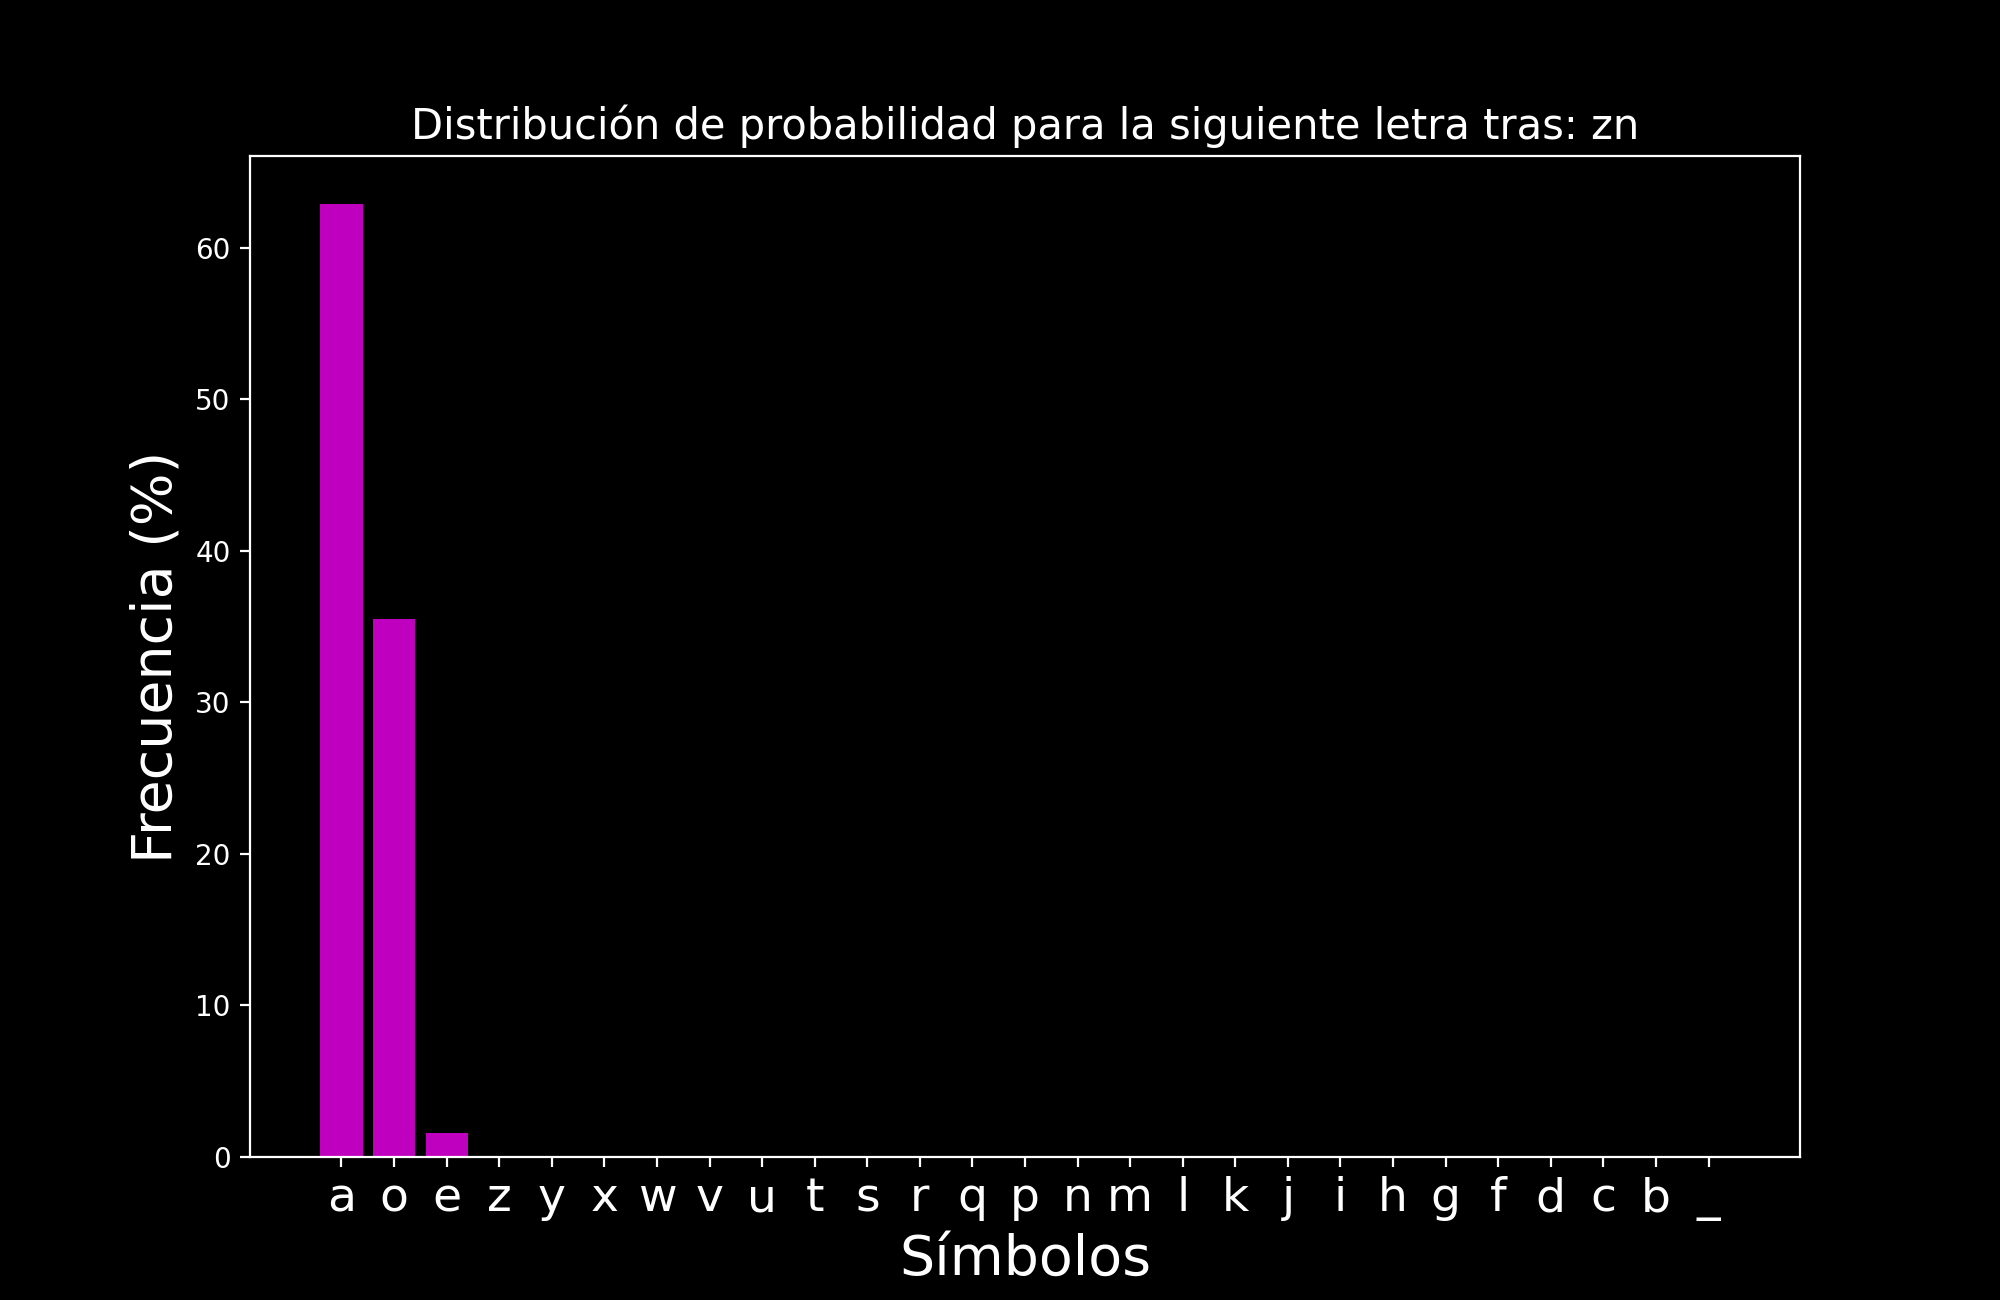 Distribución de probabilidad para la siguiente letra tras: zn
Frecuencia (%)
60
50
40
30
20
10
0
a o e z y x w v u t s r q p n m l k j i h g f d c b _
Símbolos